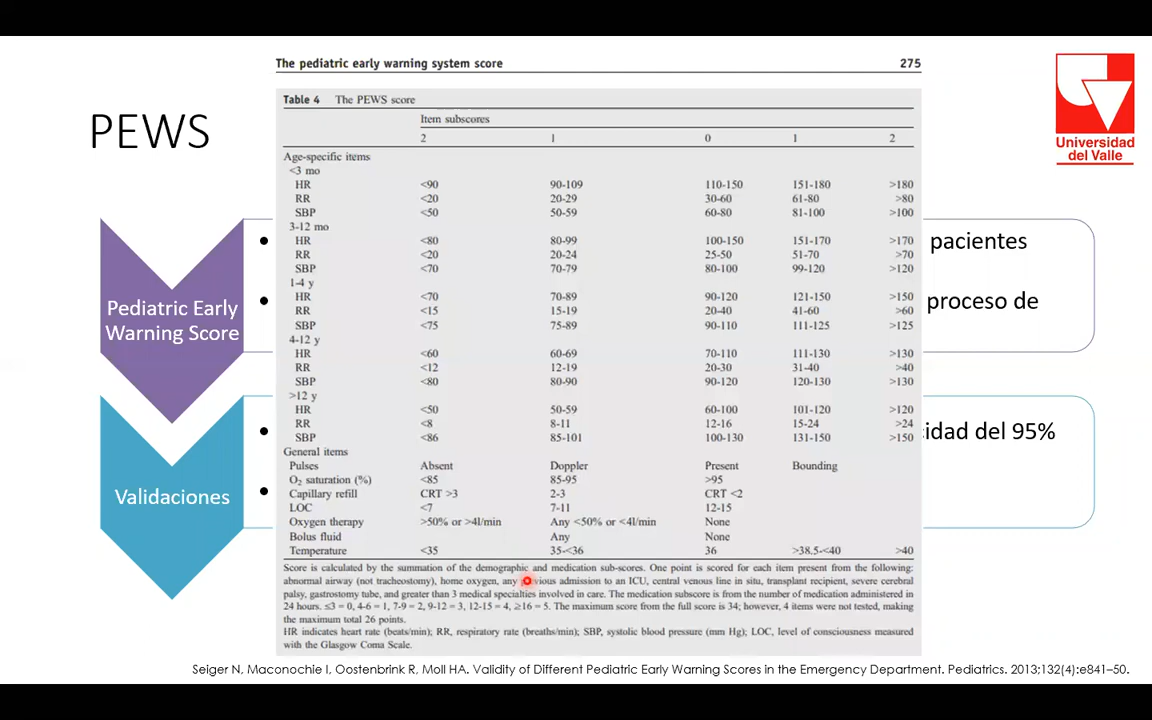 The pediatric early warning system score 275
Universidad
del Valle
PEWS
Table 4 The PEWS score
Item subscores
2 1 0 1 2
Age-specific items
<3 mo
HR <90 90-109 110-150 151-180 >180
RR <20 20-29 30-60 61-80 >80
SBP <50 50-59 60-80 81-100 >100
3-12 mo
HR <80 80-99 100-150 151-170 >170
RR <20 20-24 25-50 51-70 >70
SBP <70 70-79 80-100 99-120 >120
1-4 y
HR <70 70-89 90-120 121-150 >150
RR <15 15-19 20-40 41-60 >60
SBP <75 75-89 90-110 111-125 >125
4-12 y
HR <60 60-69 70-110 111-130 >130
RR <12 12-19 20-30 31-40 >40
SBP <80 80-90 90-120 120-130 >130
>12 y
HR <50 50-59 60-100 101-120 >120
RR <8 8-11 12-16 15-24 >24
SBP <86 85-101 100-130 131-150 >150
General items
Pulses Absent Doppler Present Bounding
O2 saturation (%) <85 85-95 >95
Capillary refill CRT >3 2-3 CRT <2
LOC <7 7-11 12-15
Oxygen therapy >50% or >4l/min Any <50% or <4l/min None
Bolus fluid Any None
Temperature <35 35-<36 36 >38.5-<40 >40
Score is calculated by the summation of the demographic and medication sub-scores. One point is scored for each item present from the following:
abnormal airway (not tracheostomy), home oxygen, any previous admission to an ICU, central venous line in situ, transplant recipient, severe cerebral
palsy, gastrostomy tube, and greater than 3 medical specialties involved in care. The medication subscore is from the number of medication administered in
24 hours. ≤3 = 0, 4-6 = 1, 7-9 = 2, 9-12 = 3, 12-15 = 4, ≥16 = 5. The maximum score from the full score is 34; however, 4 items were not tested, making
the maximum total 26 points.
HR indicates heart rate (beats/min); RR, respiratory rate (breaths/min); SBP, systolic blood pressure (mm Hg); LOC, level of consciousness measured
with the Glasgow Coma Scale.
Pediatric Early
Warning Score
pacientes
proceso de
Validaciones
cidad del 95%
Seiger N, Maconochie I, Oostenbrink R, Moll HA. Validity of Different Pediatric Early Warning Scores in the Emergency Department. Pediatrics. 2013;132(4):e841–50.